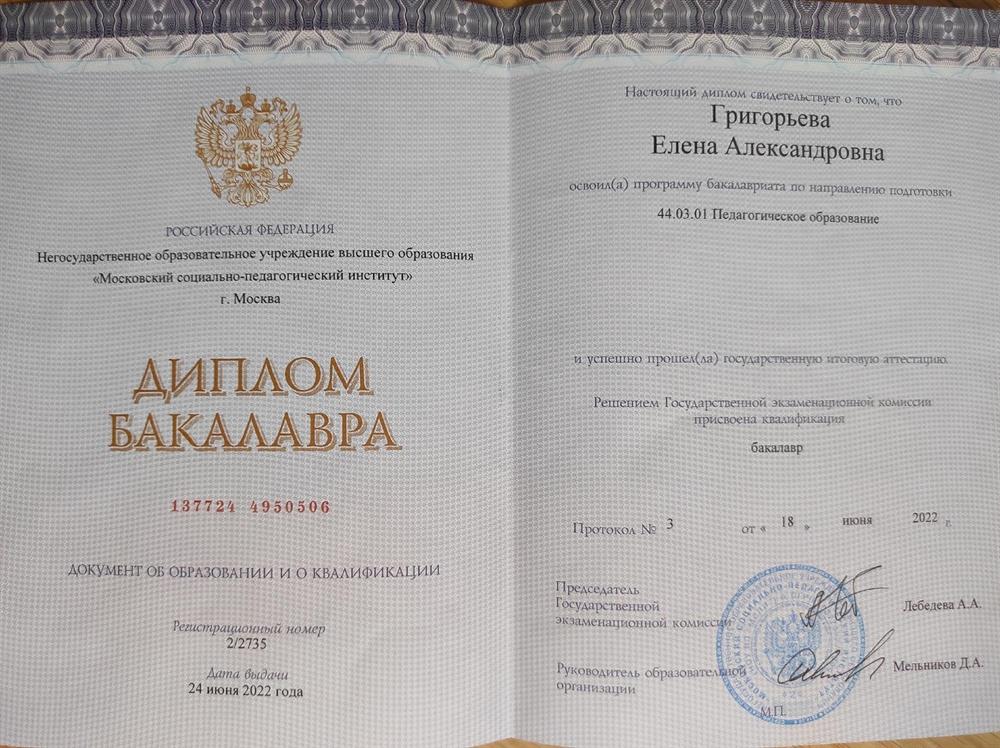 РОССИЙСКАЯ ФЕДЕРАЦИЯ
Негосударственное образовательное учреждение высшего образования
«Московский социально-педагогический институт»
г. Москва
ДИПЛОМ
БАКАЛАВРА
137724 4950506
ДОКУМЕНТ ОБ ОБРАЗОВАНИИ И О КВАЛИФИКАЦИИ
Регистрационный номер
2/2735
Дата выдачи
24 июня 2022 года
Настоящий диплом свидетельствует о том, что
Григорьева
Елена Александровна
освоил(а) программу бакалавриата по направлению подготовки
44.03.01 Педагогическое образование
и успешно прошел(ла) государственную итоговую аттестацию
Решением Государственной экзаменационной комиссии
присвоена квалификация
бакалавр
Протокол № 3 от « 18 » июня 2022 г.
Председатель
Государственной
экзаменационной комиссии
Лебедева А.А.
Руководитель образовательной
организации
Мельников Д.А.
М.П.